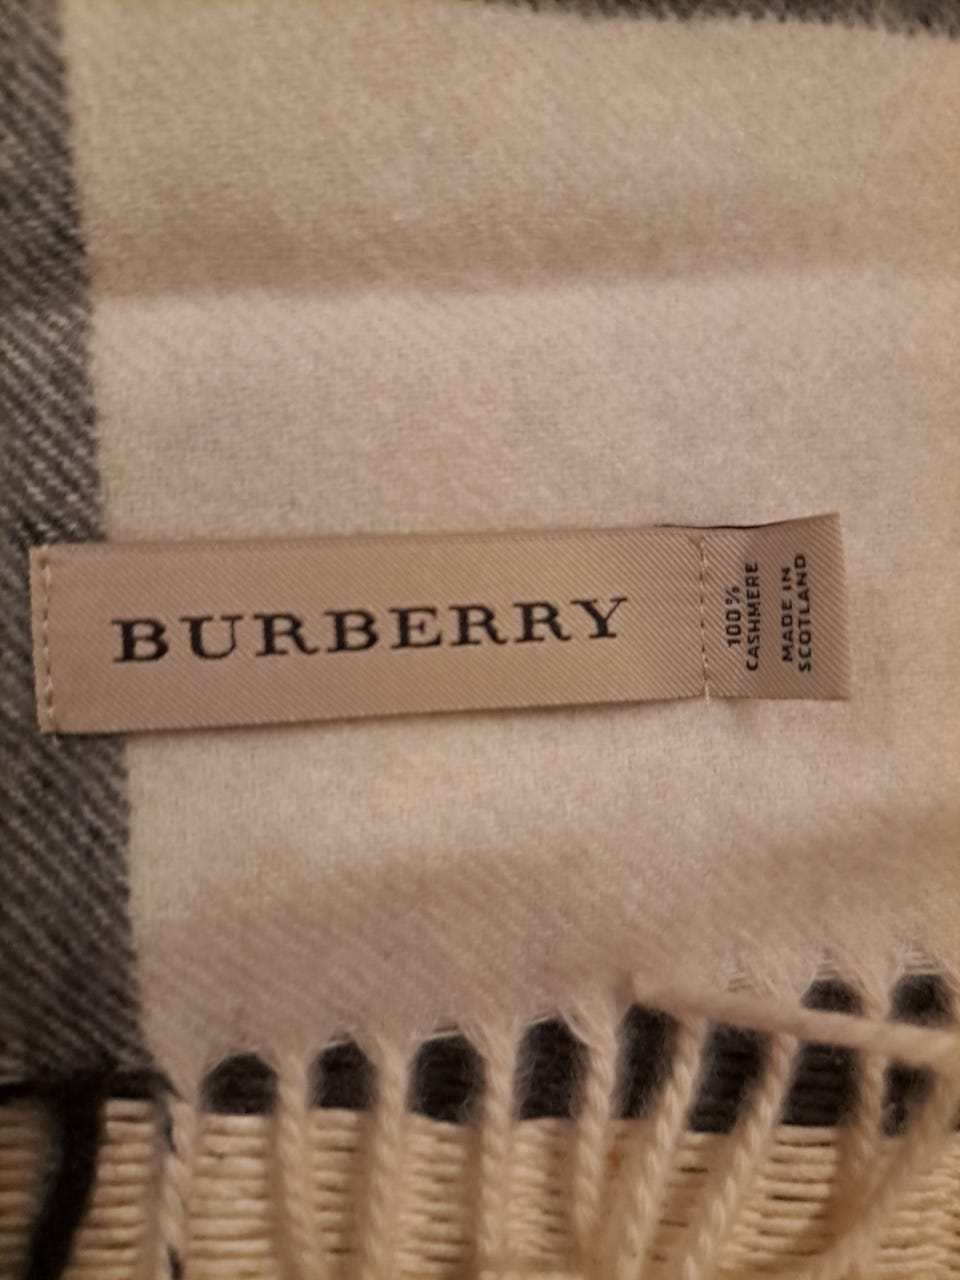 BURBERRY
100%
CASHMERE
MADE IN
SCOTLAND